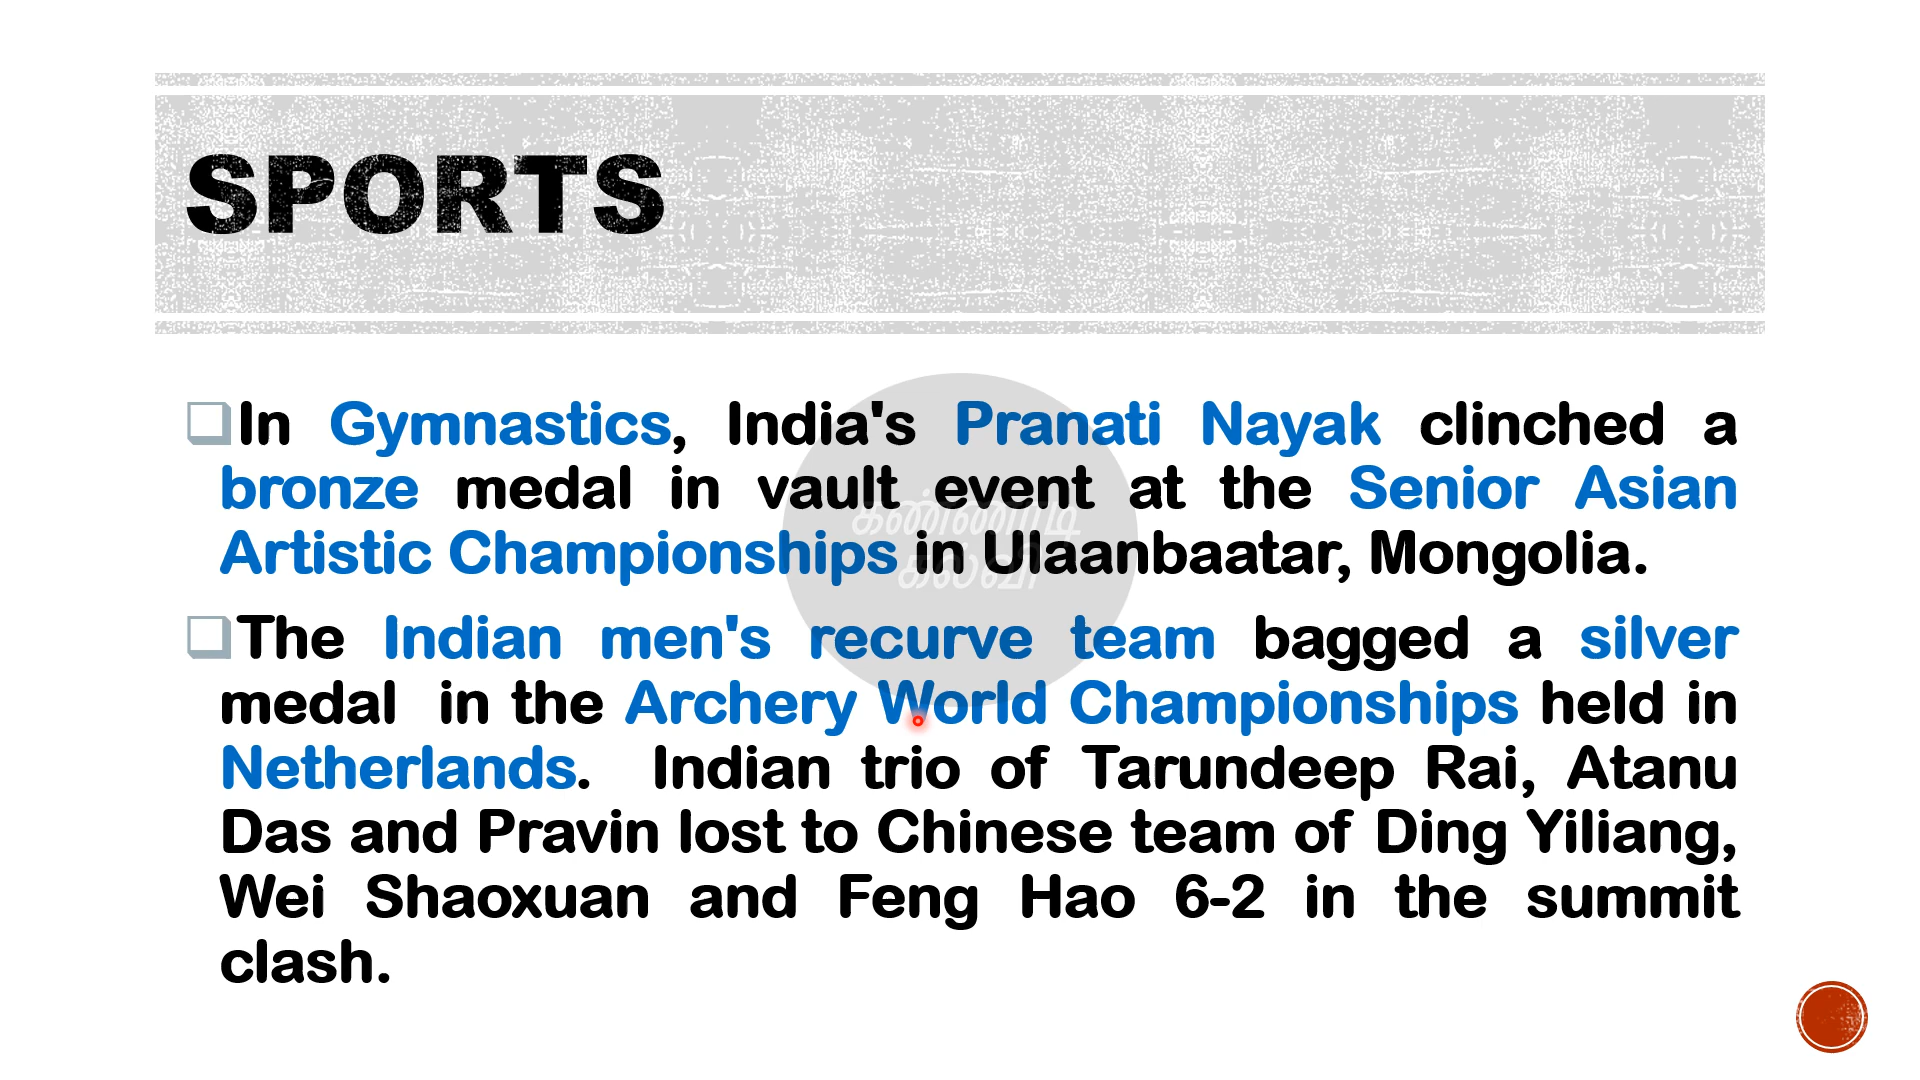 SPORTS
In Gymnastics, India's Pranati Nayak clinched a
bronze medal in vault event at the Senior Asian
Artistic Championships in Ulaanbaatar, Mongolia.
The Indian men's recurve team bagged a silver
medal in the Archery World Championships held in
Netherlands. Indian trio of Tarundeep Rai, Atanu
Das and Pravin lost to Chinese team of Ding Yiliang,
Wei Shaoxuan and Feng Hao 6-2 in the summit
clash.
கண்ணாடி
கல்வி